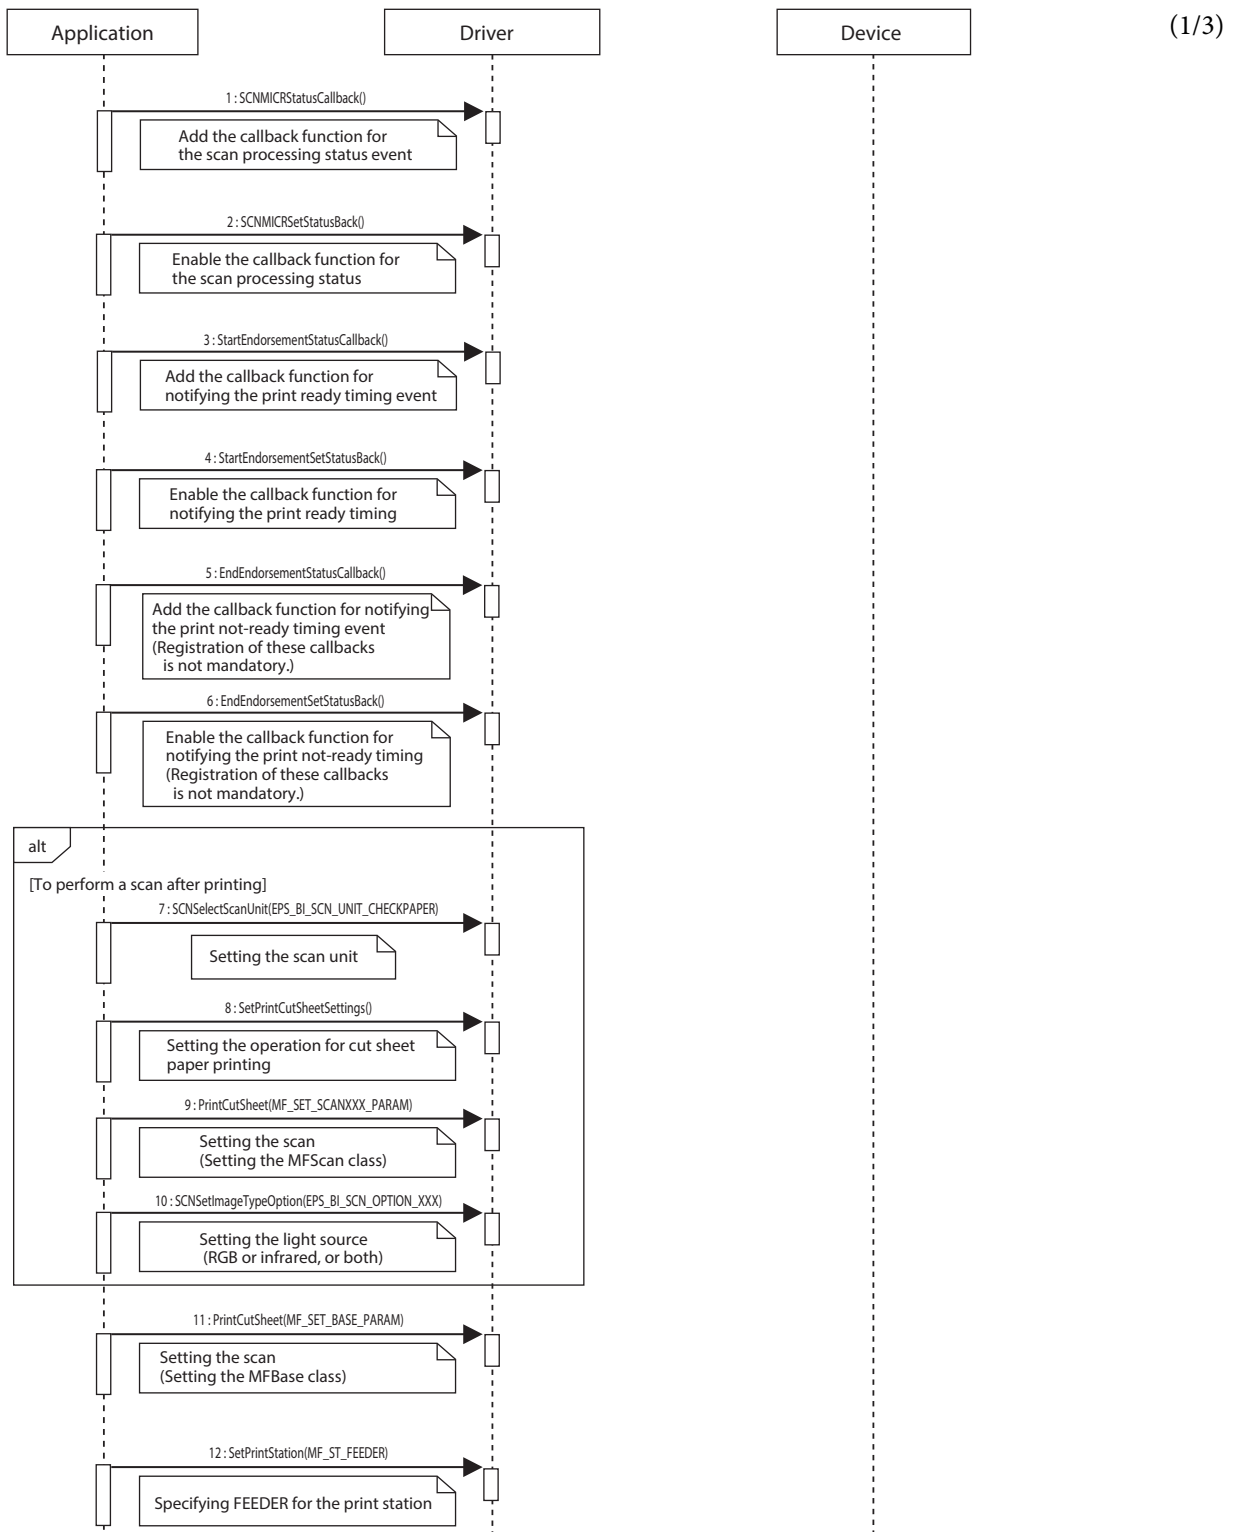 Application
Driver
Device
(1/3)
1 : SCNMICRStatusCallback()
Add the callback function for
the scan processing status event
2 : SCNMICRSetStatusBack()
Enable the callback function for
the scan processing status
3 : StartEndorsementStatusCallback()
Add the callback function for
notifying the print ready timing event
4 : StartEndorsementSetStatusBack()
Enable the callback function for
notifying the print ready timing
5 : EndEndorsementStatusCallback()
Add the callback function for notifying
the print not-ready timing event
(Registration of these callbacks
is not mandatory.)
6 : EndEndorsementSetStatusBack()
Enable the callback function for
notifying the print not-ready timing
(Registration of these callbacks
is not mandatory.)
alt
[To perform a scan after printing]
7 : SCNSelectScanUnit(EPS_BI_SCN_UNIT_CHECKPAPER)
Setting the scan unit
8 : SetPrintCutSheetSettings()
Setting the operation for cut sheet
paper printing
9 : PrintCutSheet(MF_SET_SCANXXX_PARAM)
Setting the scan
(Setting the MFScan class)
10 : SCNSetImageTypeOption(EPS_BI_SCN_OPTION_XXX)
Setting the light source
(RGB or infrared, or both)
11 : PrintCutSheet(MF_SET_BASE_PARAM)
Setting the scan
(Setting the MFBase class)
12 : SetPrintStation(MF_ST_FEEDER)
Specifying FEEDER for the print station